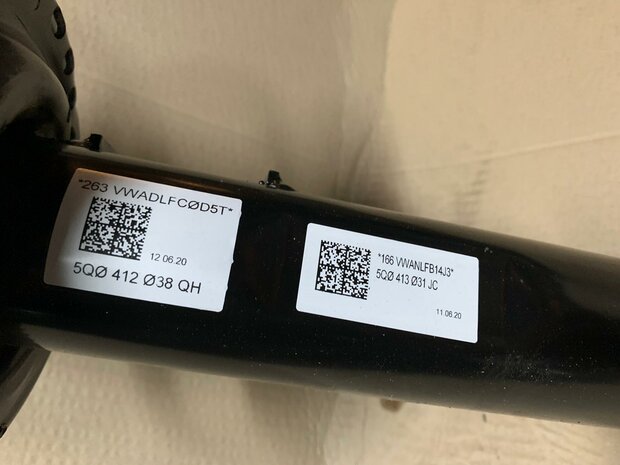 *263 VWADLFCØD5T*
12.06.20
5QØ 412 Ø38 QH
*166 VWANLFB14J3*
5QØ 413 Ø31 JC
11.06.20